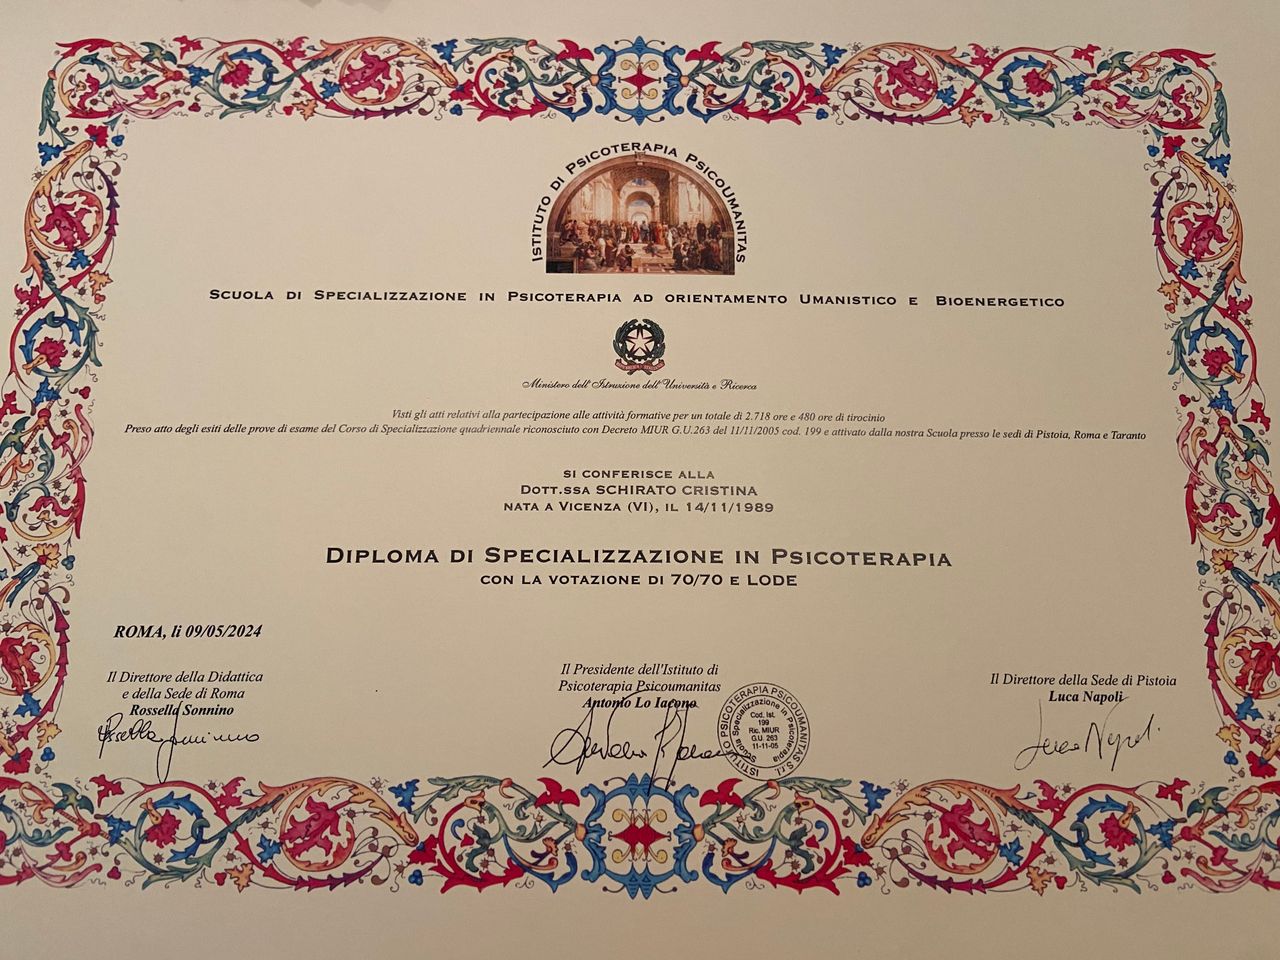 ISTITUTO DI PSICOTERAPIA PSICOUMANITAS
SCUOLA DI SPECIALIZZAZIONE IN PSICOTERAPIA AD ORIENTAMENTO UMANISTICO E BIOENERGETICO
Ministero dell'Istruzione dell'Università e Ricerca
Visti gli atti relativi alla partecipazione alle attività formative per un totale di 2.718 ore e 480 ore di tirocinio
Preso atto degli esiti delle prove di esame del Corso di Specializzazione quadriennale riconosciuto con Decreto MIUR G.U.263 del 11/11/2005 cod. 199 e attivato dalla nostra Scuola presso le sedi di Pistoia, Roma e Taranto
SI CONFERISCE ALLA
DOTT.SSA SCHIRATO CRISTINA
NATA A VICENZA (VI), IL 14/11/1989
DIPLOMA DI SPECIALIZZAZIONE IN PSICOTERAPIA
CON LA VOTAZIONE DI 70/70 E LODE
ROMA, li 09/05/2024
Il Direttore della Didattica
e della Sede di Roma
Rossella Sonnino
Il Presidente dell'Istituto di
Psicoterapia Psicoumanitas
Antonio Lo Iacono
ISTITUTO PSICOTERAPIA PSICOUMANITAS S.r.l.
Scuola Specializzazione in Psicoterapia
Cod. Ist.
199
Ric. MIUR
G.U. 263
11-11-05
Il Direttore della Sede di Pistoia
Luca Napoli